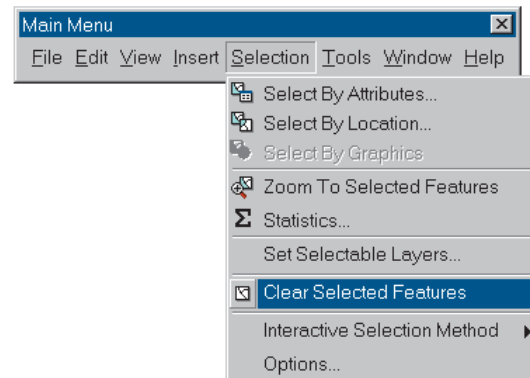 Main Menu
File Edit View Insert Selection Tools Window Help
Select By Attributes...
Select By Location...
Select By Graphics
Zoom To Selected Features
Σ Statistics...
Set Selectable Layers...
Clear Selected Features
Interactive Selection Method
Options...